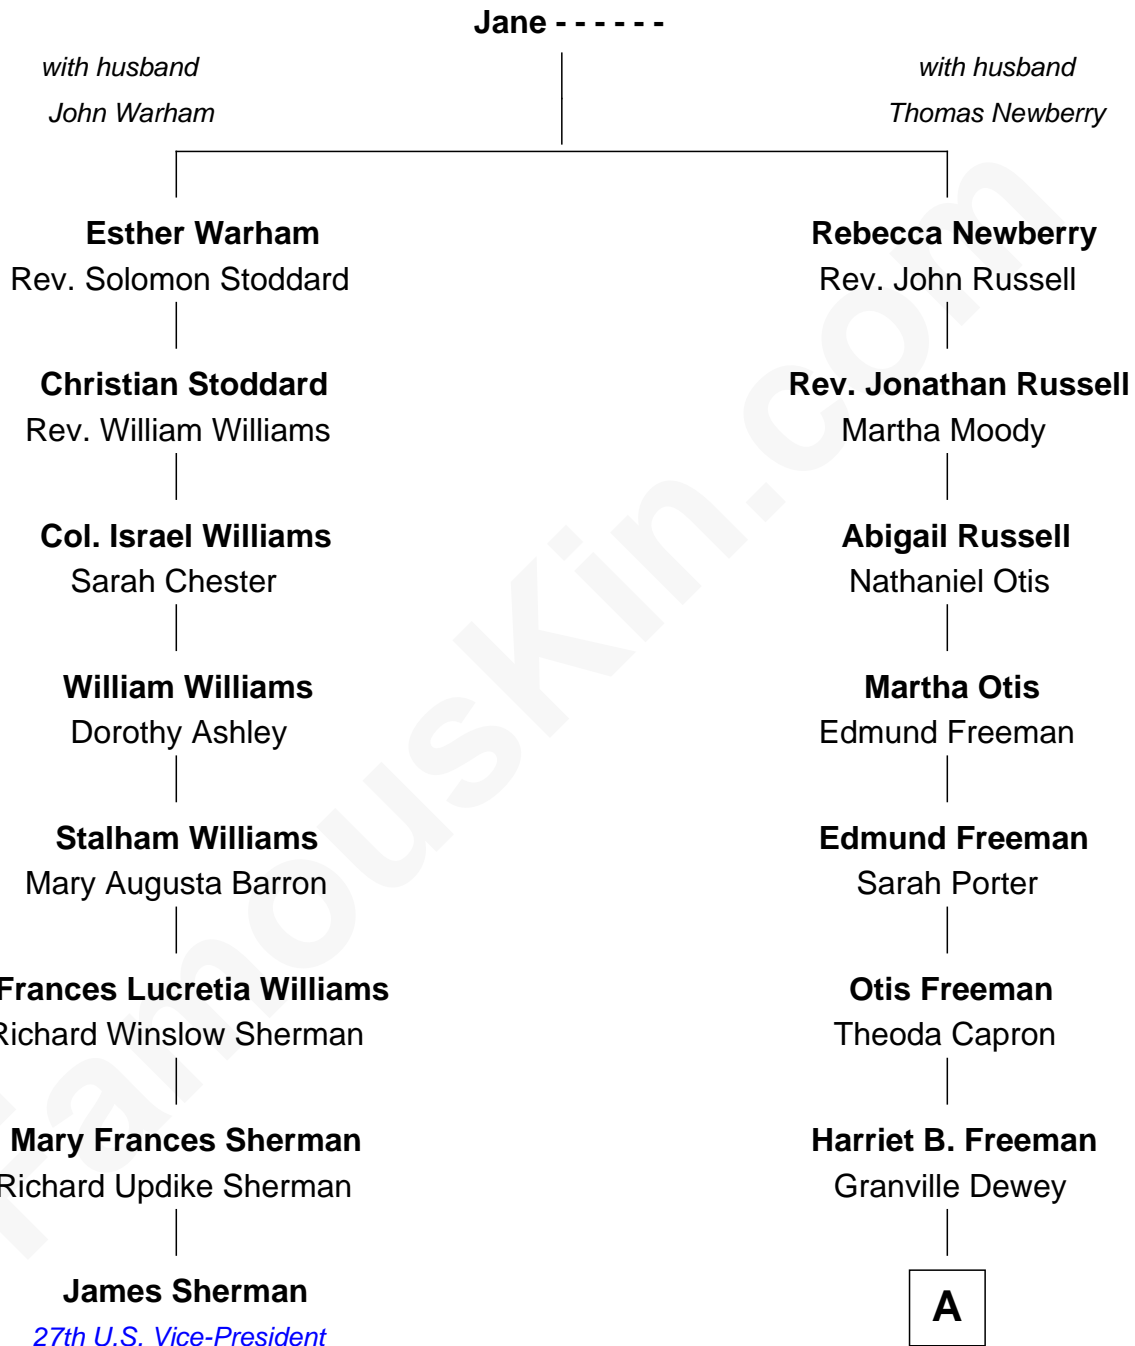 Jane - - - - - -
with husband
John Warham
with husband
Thomas Newberry
Esther Warham
Rev. Solomon Stoddard
Rebecca Newberry
Rev. John Russell
Christian Stoddard
Rev. William Williams
Rev. Jonathan Russell
Martha Moody
Col. Israel Williams
Sarah Chester
Abigail Russell
Nathaniel Otis
William Williams
Dorothy Ashley
Martha Otis
Edmund Freeman
Stalham Williams
Mary Augusta Barron
Edmund Freeman
Sarah Porter
Frances Lucretia Williams
Richard Winslow Sherman
Otis Freeman
Theoda Capron
Mary Frances Sherman
Richard Updike Sherman
Harriet B. Freeman
Granville Dewey
James Sherman
27th U.S. Vice-President
A
FamousKin.com